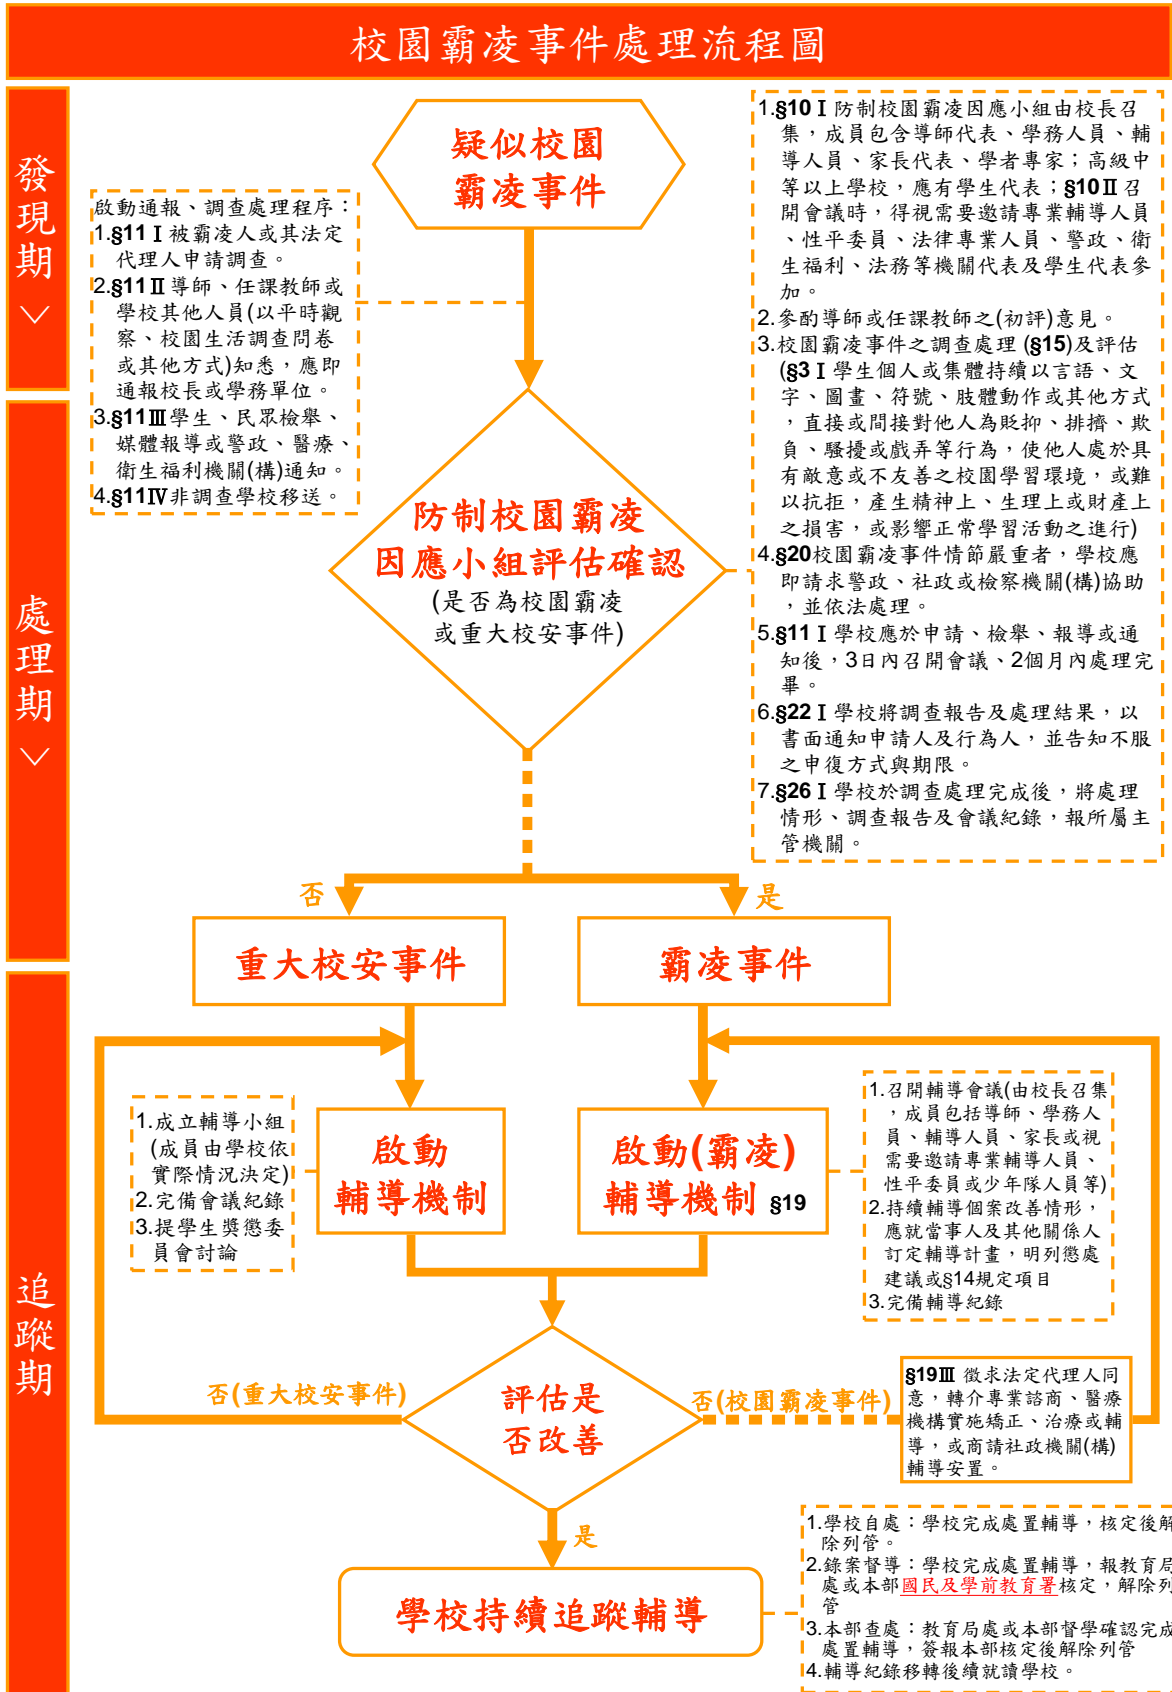 校園霸凌事件處理流程圖
發現期
疑似校園
霸凌事件
啟動通報、調查處理程序：
1.§11 I 被霸凌人或其法定
代理人申請調查。
2.§11 II 導師、任課教師或
學校其他人員(以平時觀
察、校園生活調查問卷
或其他方式)知悉，應即
通報校長或學務單位。
3.§11III學生、民眾檢舉、
媒體報導或警政、醫療、
衛生福利機關(構)通知。
4.§11IV非調查學校移送。
1.§10 I 防制校園霸凌因應小組由校長召
集，成員包含導師代表、學務人員、輔
導人員、家長代表、學者專家；高級中
等以上學校，應有學生代表；§10 II 召
開會議時，得視需要邀請專業輔導人員
、性平委員、法律專業人員、警政、衛
生福利、法務等機關代表及學生代表參
加。
2.參酌導師或任課教師之(初評)意見。
3.校園霸凌事件之調查處理 (§15)及評估
(§3 I 學生個人或集體持續以言語、文
字、圖畫、符號、肢體動作或其他方式
，直接或間接對他人為貶抑、排擠、欺
負、騷擾或戲弄等行為，使他人處於具
有敵意或不友善之校園學習環境，或難
以抗拒，產生精神上、生理上或財產上
之損害，或影響正常學習活動之進行)
4.§20校園霸凌事件情節嚴重者，學校應
即請求警政、社政或檢察機關(構)協助
，並依法處理。
5.§11 I 學校應於申請、檢舉、報導或通
知後，3日內召開會議、2個月內處理完
畢。
6.§22 I 學校將調查報告及處理結果，以
書面通知申請人及行為人，並告知不服
之申復方式與期限。
7.§26 I 學校於調查處理完成後，將處理
情形、調查報告及會議紀錄，報所屬主
管機關。
處理期
防制校園霸凌
因應小組評估確認
(是否為校園霸凌
或重大校安事件)
否
是
重大校安事件
霸凌事件
追蹤期
1.成立輔導小組
(成員由學校依
實際情況決定)
2.完備會議紀錄
3.提學生獎懲委
員會討論
啟動
輔導機制
啟動(霸凌)
輔導機制 §19
1.召開輔導會議(由校長召集
，成員包括導師、學務人
員、輔導人員、家長或視
需要邀請專業輔導人員、
性平委員或少年隊人員等)
2.持續輔導個案改善情形，
應就當事人及其他關係人
訂定輔導計畫，明列懲處
建議或§14規定項目
3.完備輔導紀錄
評估是
否改善
否(重大校安事件)
否(校園霸凌事件)
§19III 徵求法定代理人同
意，轉介專業諮商、醫療
機構實施矯正、治療或輔
導，或商請社政機關(構)
輔導安置。
是
學校持續追蹤輔導
1.學校自處：學校完成處置輔導，核定後解
除列管。
2.錄案督導：學校完成處置輔導，報教育局
處或本部國民及學前教育署核定，解除列
管
3.本部查處：教育局處或本部督學確認完成
處置輔導，簽報本部核定後解除列管
4.輔導紀錄移轉後續就讀學校。